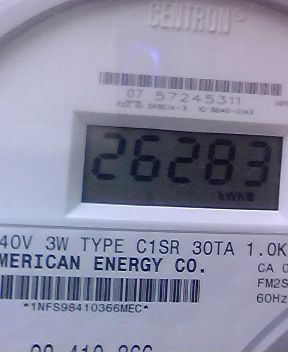 CENTRON
07 57245311
26283
kWh
40V 3W TYPE C1SR 30TA 1.0K
MERICAN ENERGY CO.
CA 0
FM2S
60Hz
*1NFS98410366MEC*